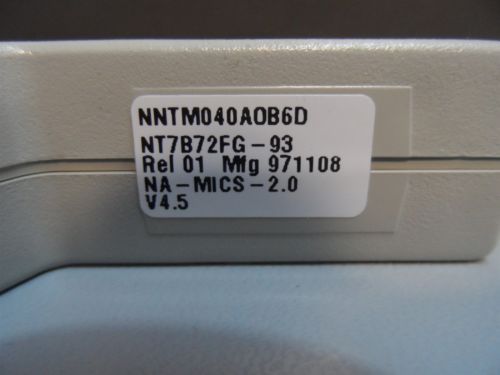 NNTM040AOB6D
NT7B72FG-93
Rel 01 Mfg 971108
NA-MICS-2.0
V4.5